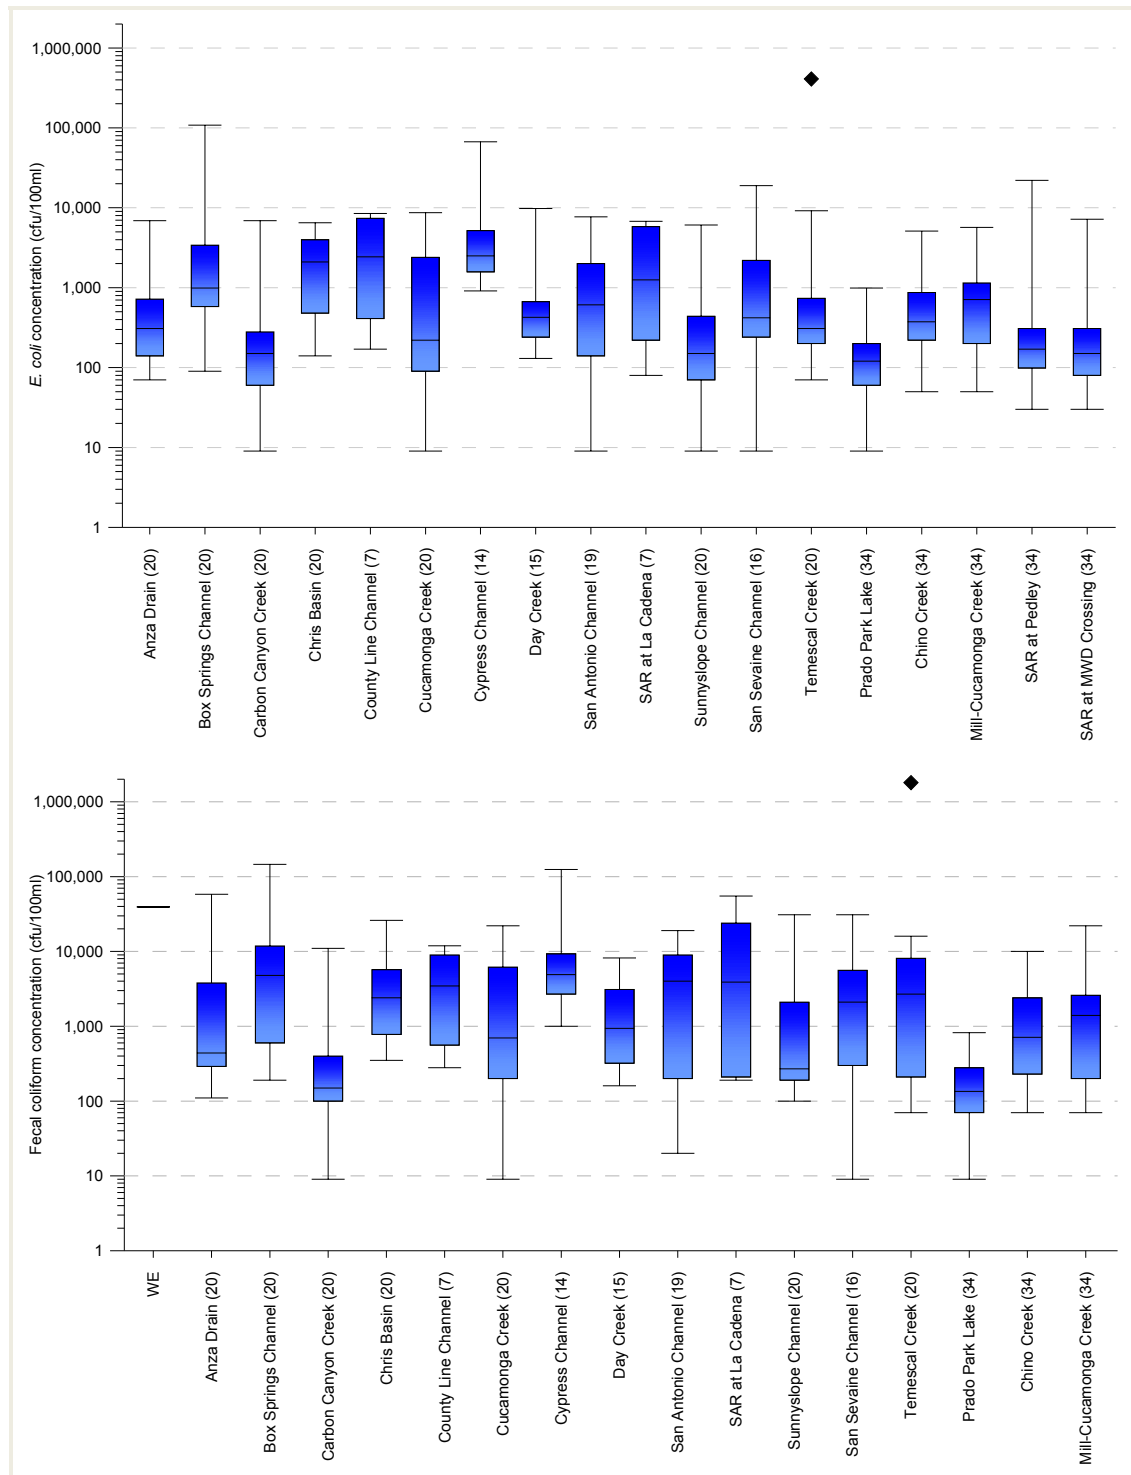 1,000,000
100,000
10,000
1,000
100
10
1
E. coli concentration (cfu/100ml)
Anza Drain (20)
Box Springs Channel (20)
Carbon Canyon Creek (20)
Chris Basin (20)
County Line Channel (7)
Cucamonga Creek (20)
Cypress Channel (14)
Day Creek (15)
San Antonio Channel (19)
SAR at La Cadena (7)
Sunnyslope Channel (20)
San Sevaine Channel (16)
Temescal Creek (20)
Prado Park Lake (34)
Chino Creek (34)
Mill-Cucamonga Creek (34)
SAR at Pedley (34)
SAR at MWD Crossing (34)
1,000,000
100,000
10,000
1,000
100
10
1
Fecal coliform concentration (cfu/100ml)
WE
Anza Drain (20)
Box Springs Channel (20)
Carbon Canyon Creek (20)
Chris Basin (20)
County Line Channel (7)
Cucamonga Creek (20)
Cypress Channel (14)
Day Creek (15)
San Antonio Channel (19)
SAR at La Cadena (7)
Sunnyslope Channel (20)
San Sevaine Channel (16)
Temescal Creek (20)
Prado Park Lake (34)
Chino Creek (34)
Mill-Cucamonga Creek (34)